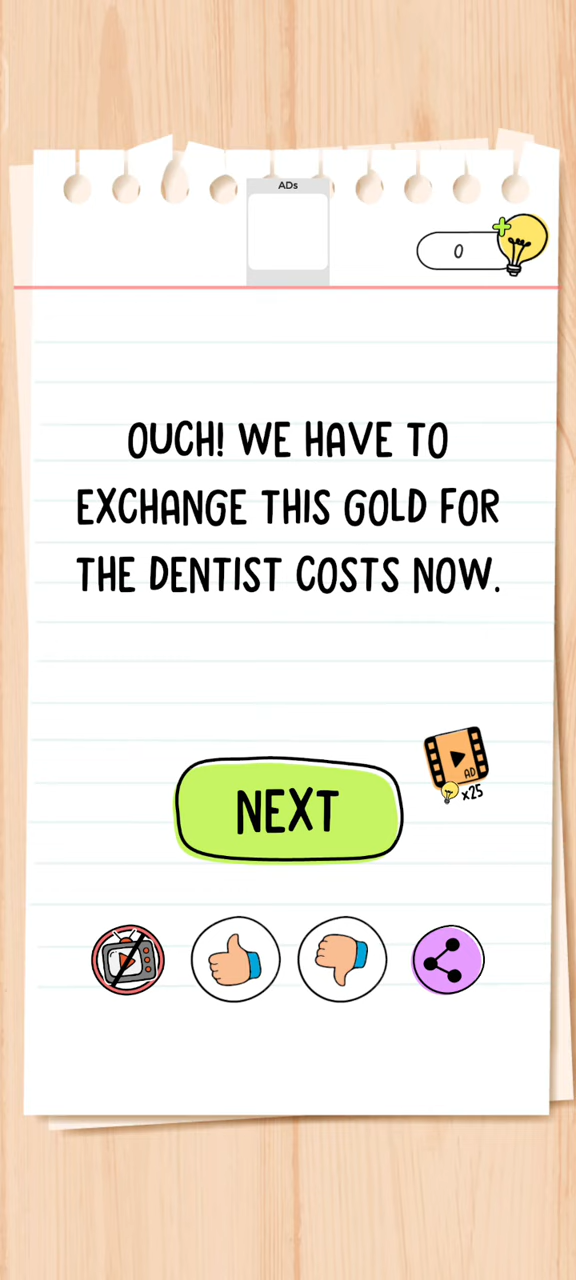 ADs
0
OUCH! WE HAVE TO
EXCHANGE THIS GOLD FOR
THE DENTIST COSTS NOW.
AD
x25
NEXT